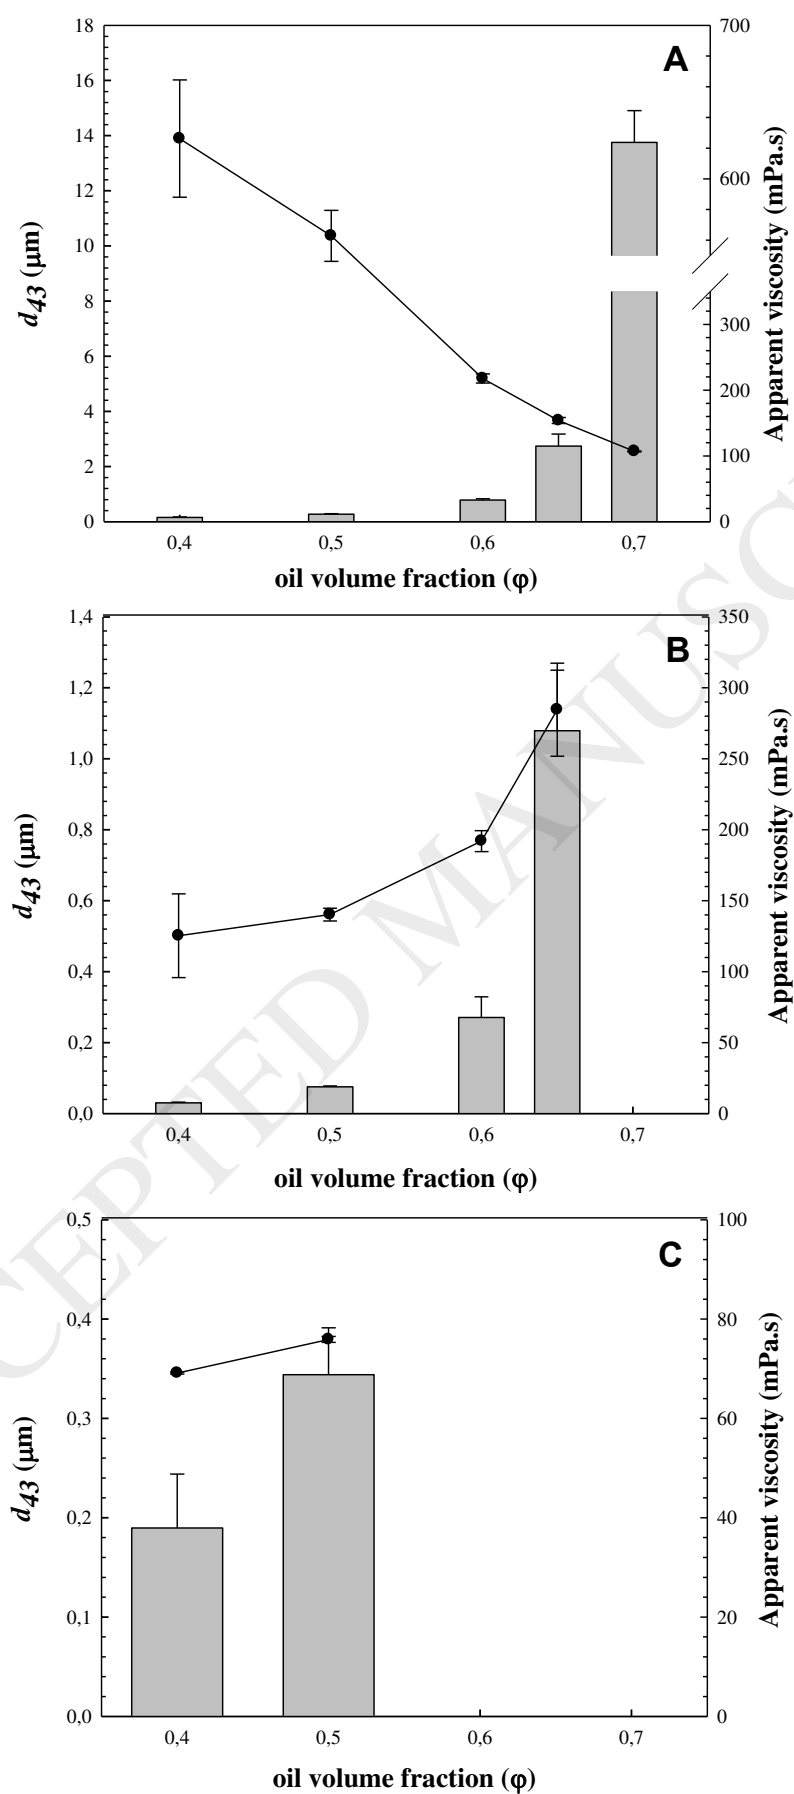 A
18
16
14
12
10
8
6
4
2
0
700
600
300
200
100
0
d43 (μm)
Apparent viscosity (mPa.s)
0,4 0,5 0,6 0,7
oil volume fraction (φ)
B
1,4
1,2
1,0
0,8
0,6
0,4
0,2
0,0
350
300
250
200
150
100
50
0
d43 (μm)
Apparent viscosity (mPa.s)
0,4 0,5 0,6 0,7
oil volume fraction (φ)
C
0,5
0,4
0,3
0,2
0,1
0,0
100
80
60
40
20
0
d43 (μm)
Apparent viscosity (mPa.s)
0,4 0,5 0,6 0,7
oil volume fraction (φ)
CEPTED MANUSC